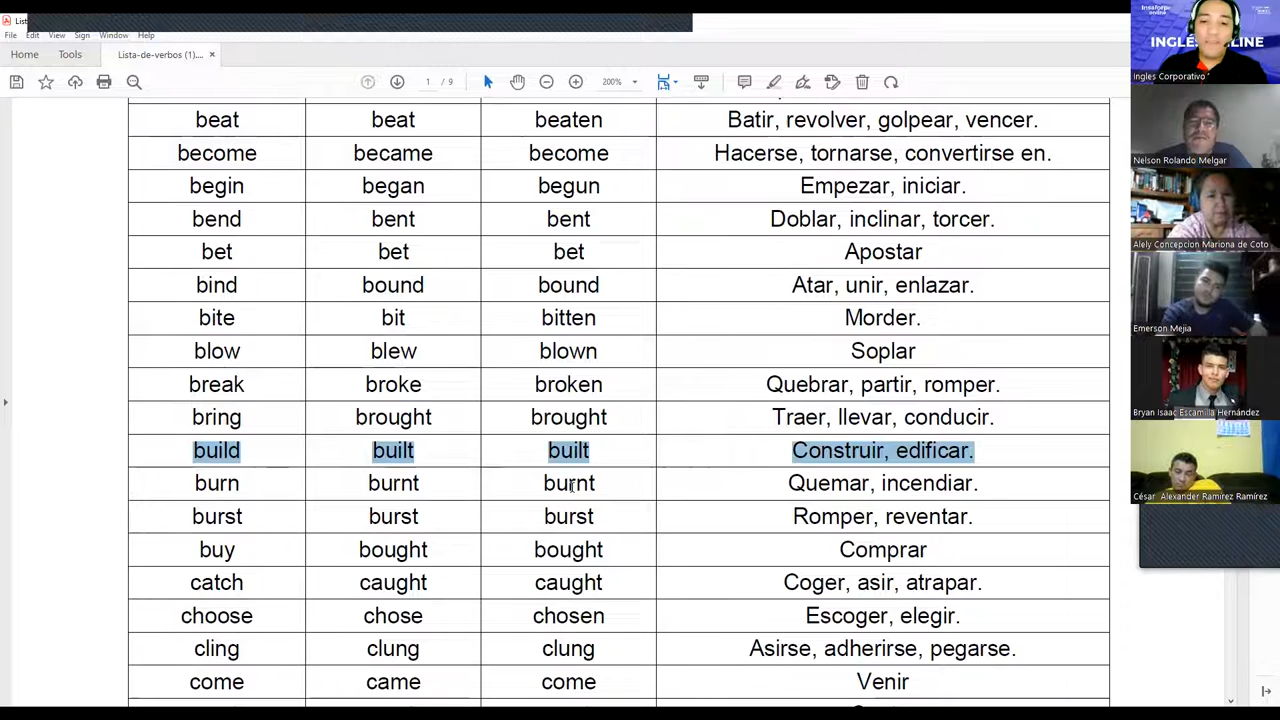 List
File
Edit
View
Sign
Window
Help
Home
Tools
Lista-de-verbos (1)....
×
1 / 9
200%
beat beat beaten Batir, revolver, golpear, vencer.
become became become Hacerse, tornarse, convertirse en.
begin began begun Empezar, iniciar.
bend bent bent Doblar, inclinar, torcer.
bet bet bet Apostar
bind bound bound Atar, unir, enlazar.
bite bit bitten Morder.
blow blew blown Soplar
break broke broken Quebrar, partir, romper.
bring brought brought Traer, llevar, conducir.
build built built Construir, edificar.
burn burnt burnt Quemar, incendiar.
burst burst burst Romper, reventar.
buy bought bought Comprar
catch caught caught Coger, asir, atrapar.
choose chose chosen Escoger, elegir.
cling clung clung Asirse, adherirse, pegarse.
come came come Venir
Insaforp
online
INGLÉS ONLINE
Ingles Corporativo
Nelson Rolando Melgar
Alely Concepcion Mariona de Coto
Emerson Mejia
Bryan Isaac Escamilla Hernández
César Alexander Ramírez Ramírez